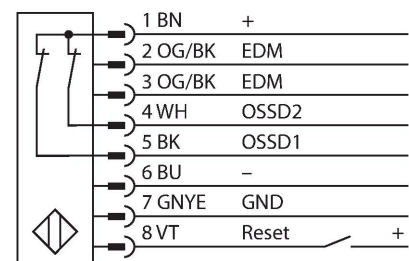 1 BN +
2 OG/BK EDM
3 OG/BK EDM
4 WH OSSD2
5 BK OSSD1
6 BU –
7 GNYE GND
8 VT Reset +